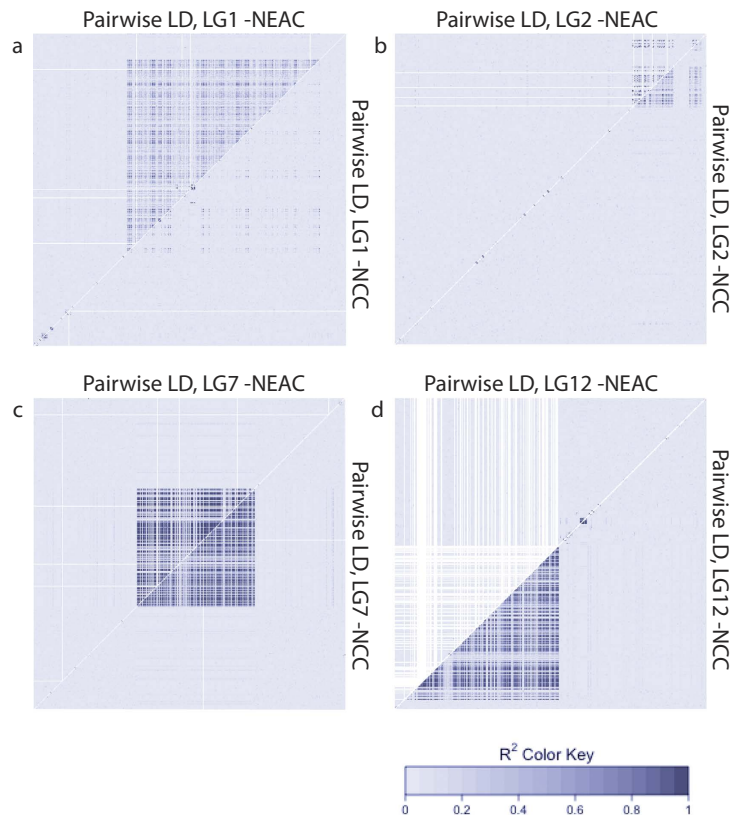 Pairwise LD, LG1 -NEAC
a
Pairwise LD, LG1 -NCC
Pairwise LD, LG2 -NEAC
b
Pairwise LD, LG2 -NCC
Pairwise LD, LG7 -NEAC
c
Pairwise LD, LG7 -NCC
Pairwise LD, LG12 -NEAC
d
Pairwise LD, LG12 -NCC
R² Color Key
0 0.2 0.4 0.6 0.8 1